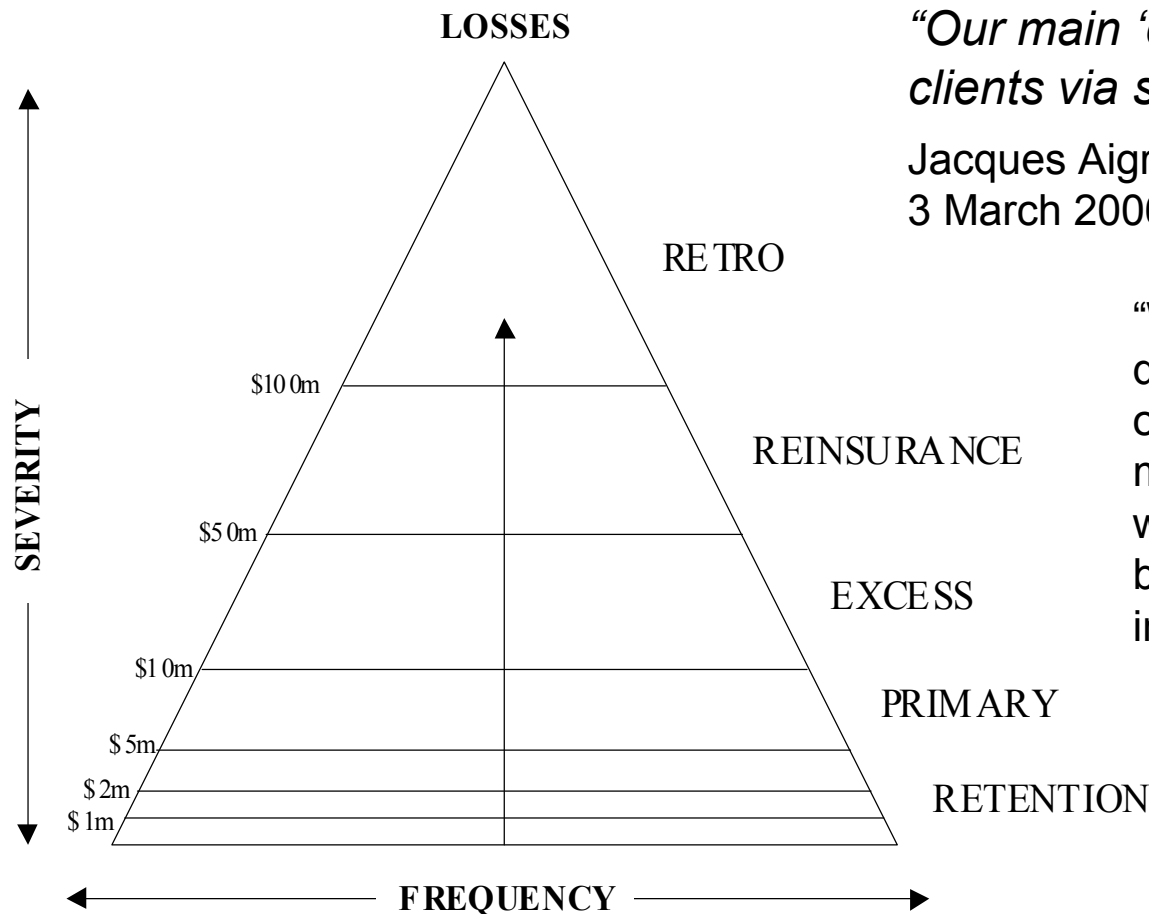 LOSSES
“Our main ‘
clients via s
Jacques Aigr
3 March 200
RETRO
$100m
REINSURANCE
SEVERITY
$50m
EXCESS
$10m
PRIMARY
$5m
$2m
RETENTION
$1m
FREQUENCY